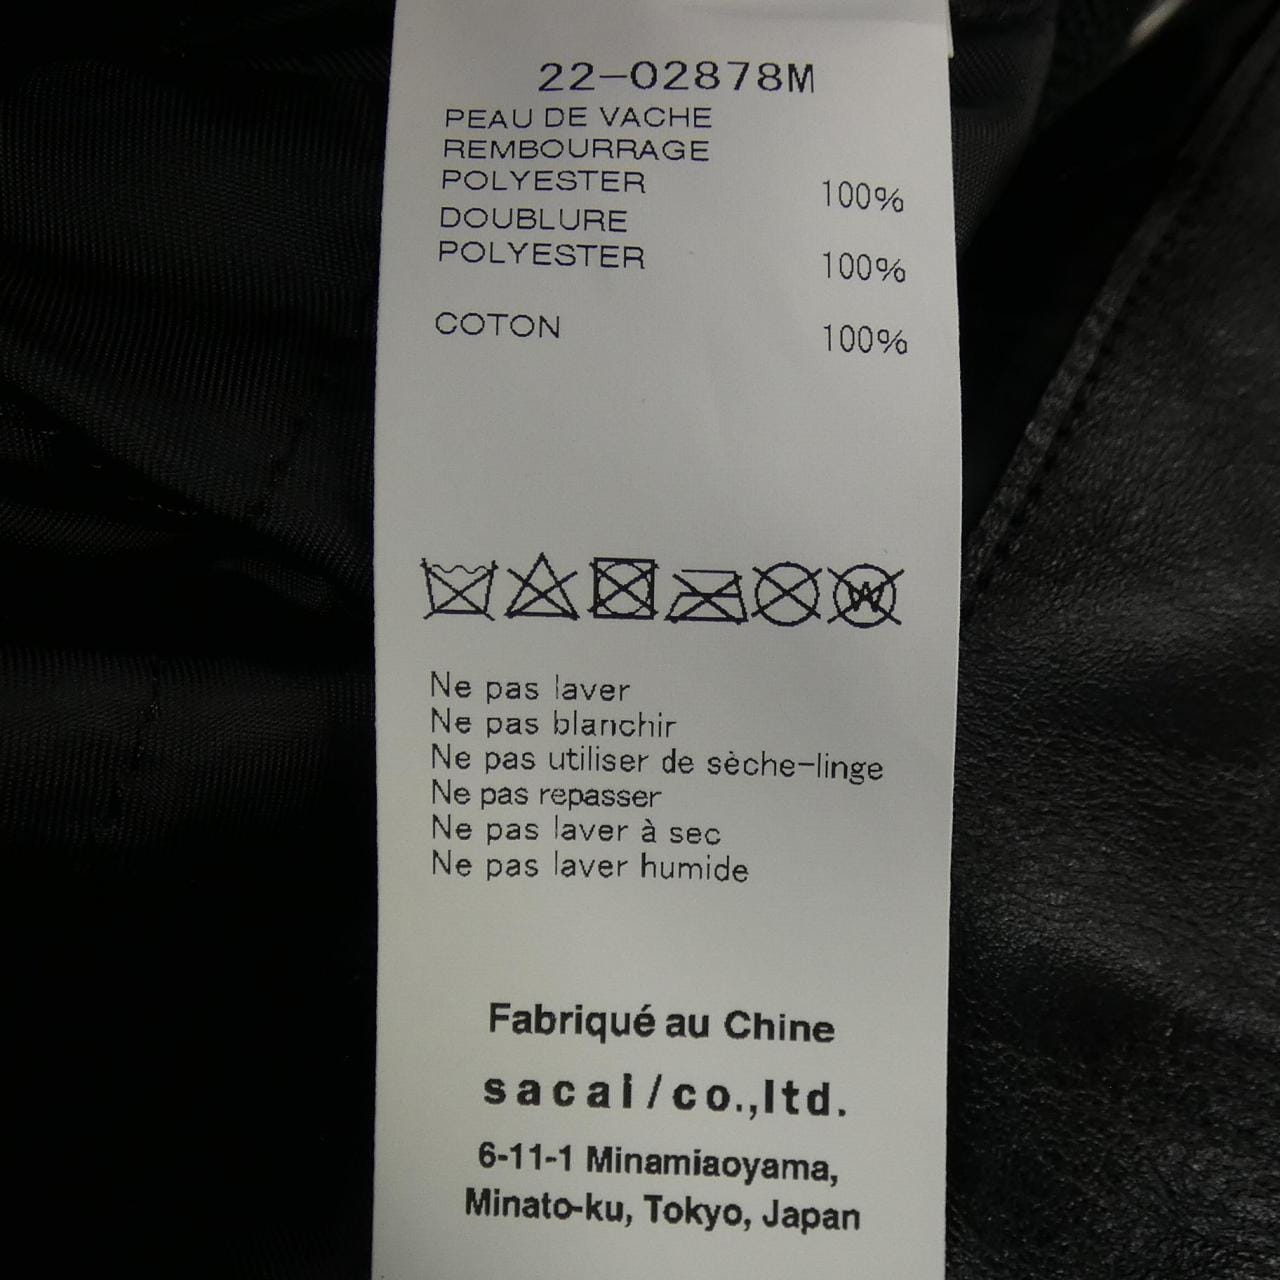 22-02878M
PEAU DE VACHE
REMBOURRAGE
POLYESTER 100%
DOUBLURE
POLYESTER 100%
COTON 100%
W
Ne pas laver
Ne pas blanchir
Ne pas utiliser de sèche-linge
Ne pas repasser
Ne pas laver à sec
Ne pas laver humide
Fabriqué au Chine
sacai/co.,ltd.
6-11-1 Minamiaoyama,
Minato-ku, Tokyo, Japan